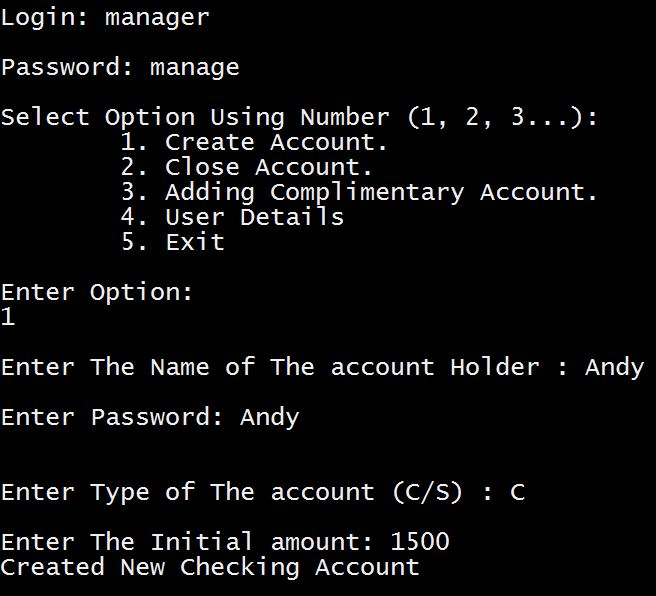 Login: manager
Password: manage
Select Option Using Number (1, 2, 3...):
1. Create Account.
2. Close Account.
3. Adding Complimentary Account.
4. User Details
5. Exit
Enter Option:
1
Enter The Name of The account Holder : Andy
Enter Password: Andy
Enter Type of The account (C/S) : C
Enter The Initial amount: 1500
Created New Checking Account